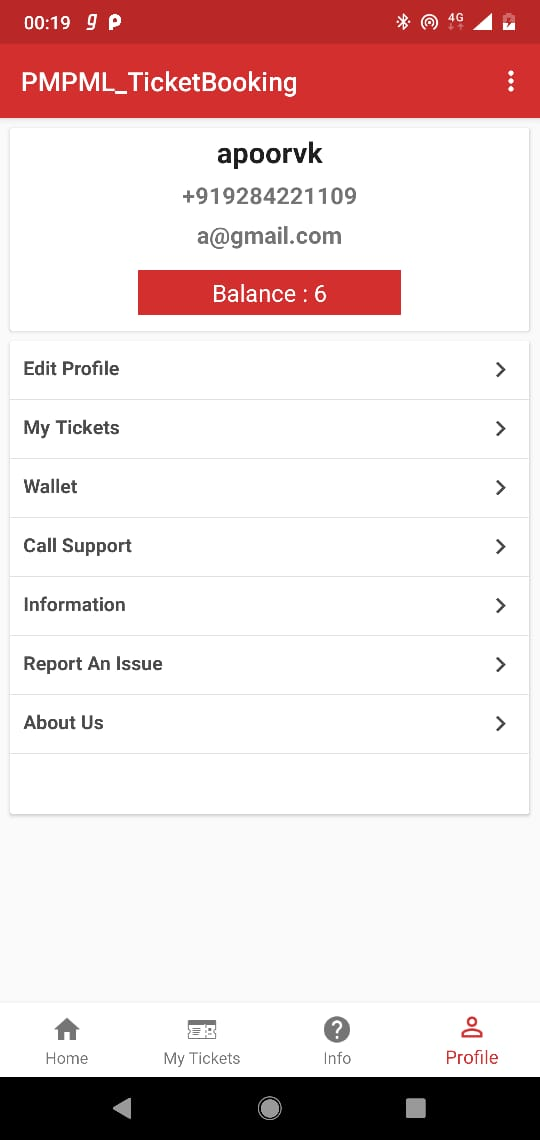 00:19
4G
PMPML_TicketBooking
apoorvk
+919284221109
a@gmail.com
Balance : 6
Edit Profile
My Tickets
Wallet
Call Support
Information
Report An Issue
About Us
Home
My Tickets
Info
Profile